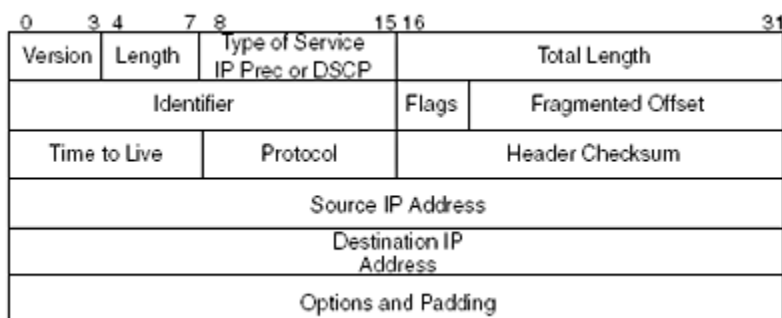 0 3 4 7 8 15 16 31
Version Length Type of Service
IP Prec or DSCP Total Length
Identifier Flags Fragmented Offset
Time to Live Protocol Header Checksum
Source IP Address
Destination IP
Address
Options and Padding